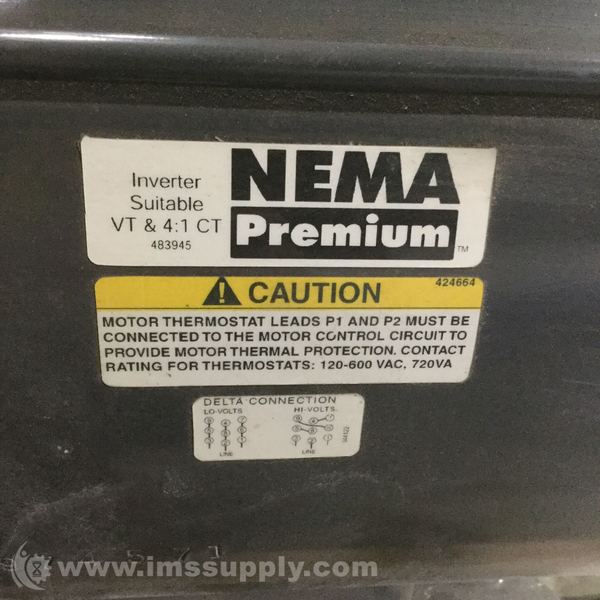 Inverter
Suitable
VT & 4:1 CT
483945
NEMA
Premium
TM
424664
CAUTION
MOTOR THERMOSTAT LEADS P1 AND P2 MUST BE
CONNECTED TO THE MOTOR CONTROL CIRCUIT TO
PROVIDE MOTOR THERMAL PROTECTION. CONTACT
RATING FOR THERMOSTATS: 120-600 VAC, 720VA
DELTA CONNECTION
LO-VOLTS HI-VOLTS.
LINE LINE
www.imssupply.com